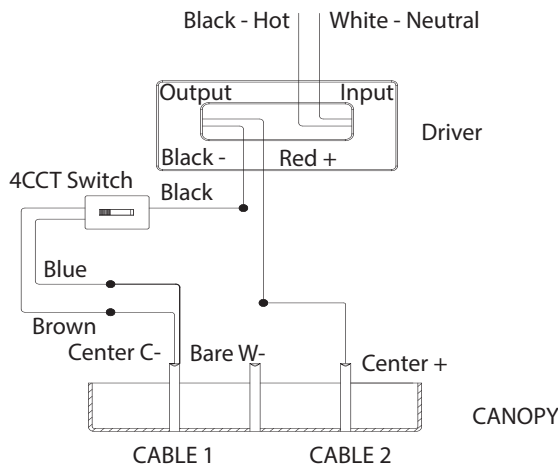 Black - Hot White - Neutral
Output Input
Driver
Black - Red +
4CCT Switch
Black
Blue
Brown
Center C- Bare W- Center +
CANOPY
CABLE 1 CABLE 2